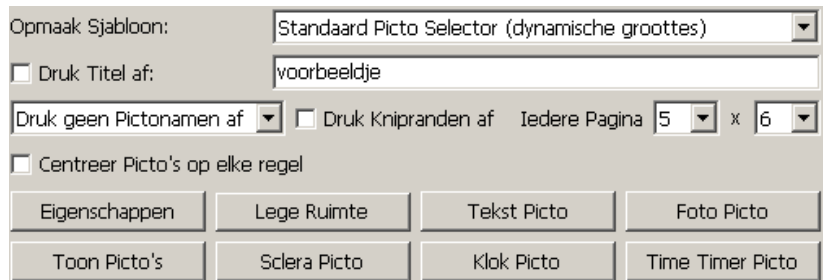 Opmaak Sjabloon: Standaard Picto Selector (dynamische groottes)
Druk Titel af: voorbeeldje
Druk geen Pictonamen af Druk Knipranden af Iedere Pagina 5 x 6
Centreer Picto's op elke regel
Eigenschappen Lege Ruimte Tekst Picto Foto Picto
Toon Picto's Sclera Picto Klok Picto Time Timer Picto